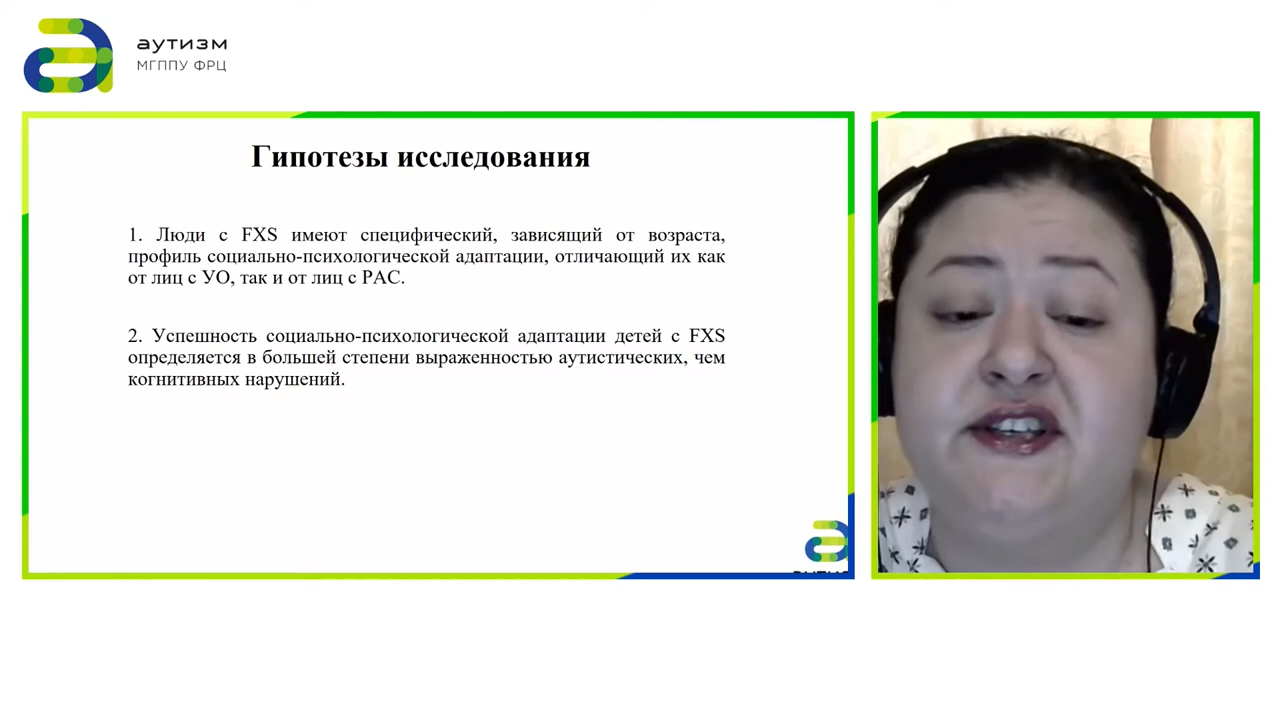 аутизм
МГППУ ФРЦ
Гипотезы исследования
1. Люди с FXS имеют специфический, зависящий от возраста,
профиль социально-психологической адаптации, отличающий их как
от лиц с УО, так и от лиц с РАС.
2. Успешность социально-психологической адаптации детей с FXS
определяется в большей степени выраженностью аутистических, чем
когнитивных нарушений.